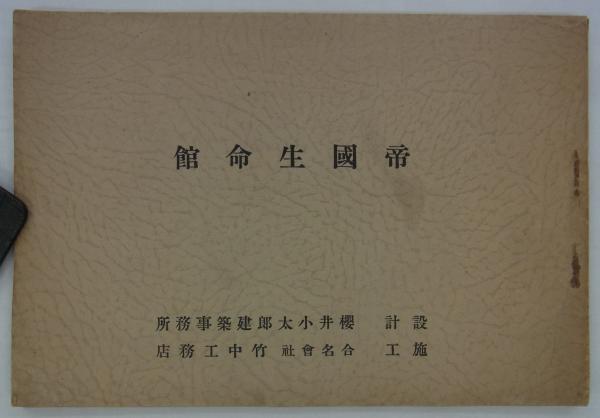 帝國生命館
設計 櫻井小太郎建築事務所
施工 合名會社竹中工務店